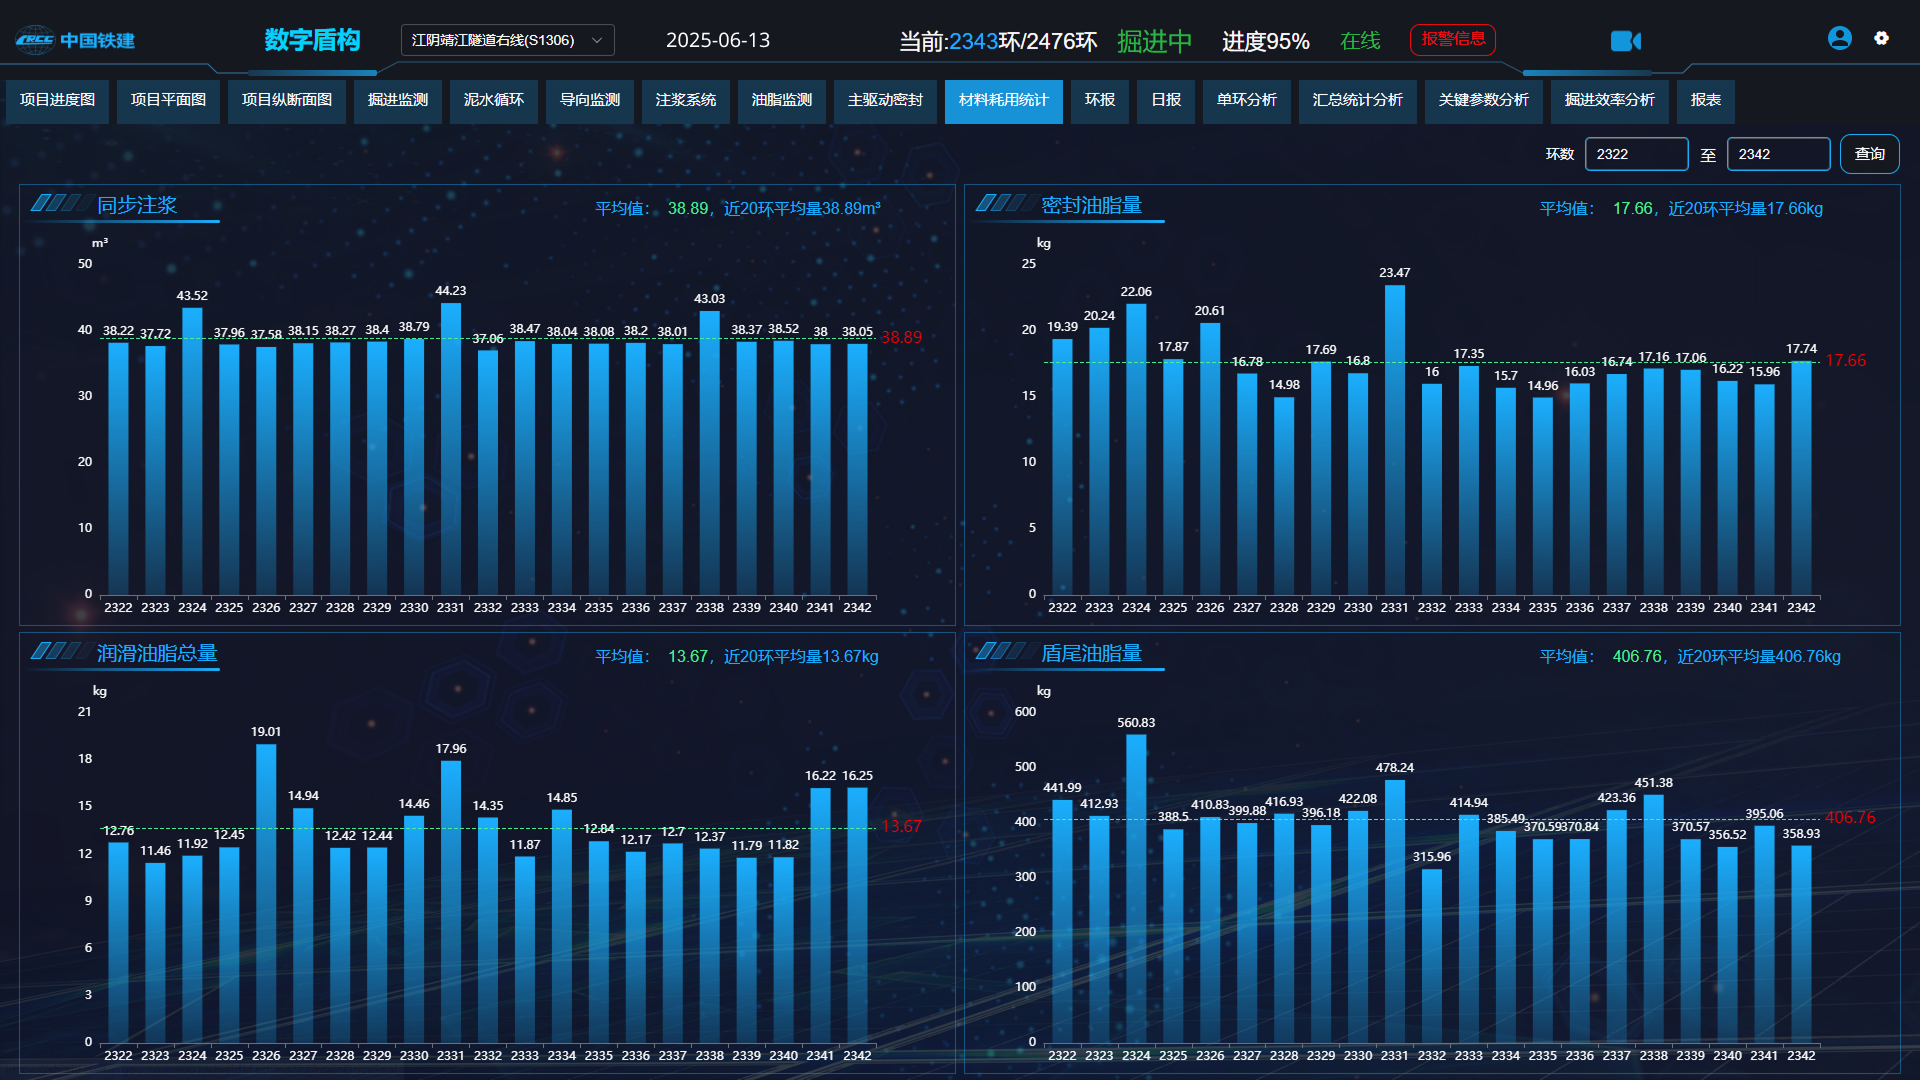 CRCC 中国铁建 数字盾构 江阴靖江隧道右线(S1306) 2025-06-13 当前:2343环/2476环 掘进中 进度95% 在线 报警信息
项目进度图 项目平面图 项目纵断面图 掘进监测 泥水循环 导向监测 注浆系统 油脂监测 主驱动密封 材料耗用统计 环报 日报 单环分析 汇总统计分析 关键参数分析 掘进效率分析 报表
环数 2322 至 2342 查询
同步注浆
平均值： 38.89，近20环平均量38.89m³
m³
50
40
30
20
10
0
38.22 37.72 43.52 37.96 37.58 38.15 38.27 38.4 38.79 44.23 37.06 38.47 38.04 38.08 38.2 38.01 43.03 38.37 38.52 38 38.05
38.89
2322 2323 2324 2325 2326 2327 2328 2329 2330 2331 2332 2333 2334 2335 2336 2337 2338 2339 2340 2341 2342
密封油脂量
平均值： 17.66，近20环平均量17.66kg
kg
25
20
15
10
5
0
19.39 20.24 22.06 17.87 20.61 16.78 14.98 17.69 16.8 23.47 16 17.35 15.7 14.96 16.03 16.74 17.16 17.06 16.22 15.96 17.74
17.66
2322 2323 2324 2325 2326 2327 2328 2329 2330 2331 2332 2333 2334 2335 2336 2337 2338 2339 2340 2341 2342
润滑油脂总量
平均值： 13.67，近20环平均量13.67kg
kg
21
18
15
12
9
6
3
0
12.76 11.46 11.92 12.45 19.01 14.94 12.42 12.44 14.46 17.96 14.35 11.87 14.85 12.84 12.17 12.7 12.37 11.79 11.82 16.22 16.25
13.67
2322 2323 2324 2325 2326 2327 2328 2329 2330 2331 2332 2333 2334 2335 2336 2337 2338 2339 2340 2341 2342
盾尾油脂量
平均值： 406.76，近20环平均量406.76kg
kg
600
500
400
300
200
100
0
441.99 412.93 560.83 388.5 410.83 399.88 416.93 396.18 422.08 478.24 315.96 414.94 385.49 370.59 370.84 423.36 451.38 370.57 356.52 395.06 358.93
406.76
2322 2323 2324 2325 2326 2327 2328 2329 2330 2331 2332 2333 2334 2335 2336 2337 2338 2339 2340 2341 2342